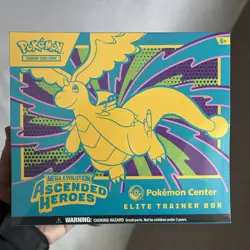 Pokémon
TRADING CARD GAME
6+
MEGA EVOLUTION
ASCENDED
HEROES
Pokémon Center
ELITE TRAINER BOX
WARNING: CHOKING HAZARD-Small parts. Not for children under 3 years.